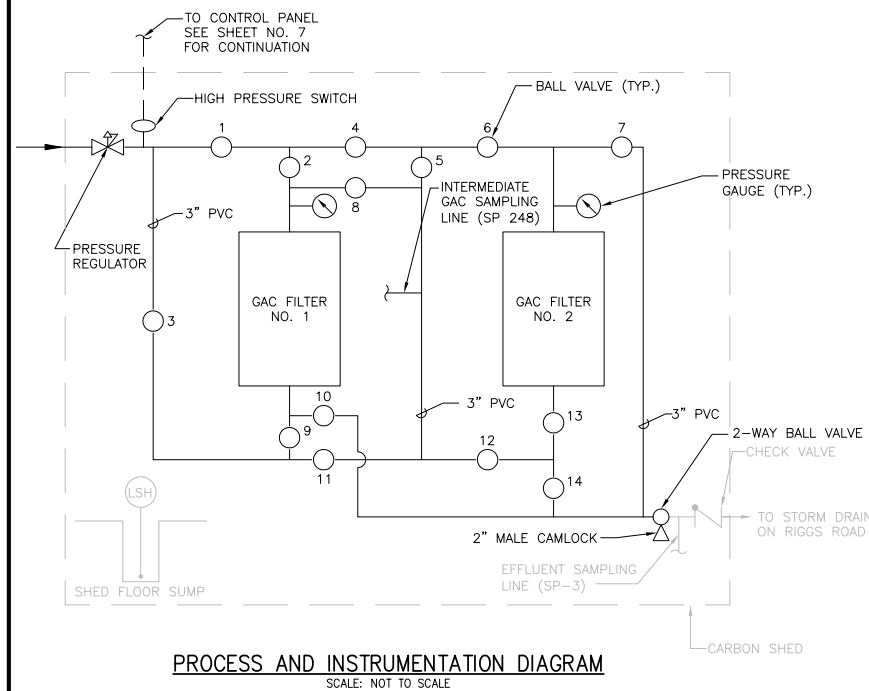 TO CONTROL PANEL
SEE SHEET NO. 7
FOR CONTINUATION
HIGH PRESSURE SWITCH
BALL VALVE (TYP.)
1
4
6
7
2
5
8
INTERMEDIATE
GAC SAMPLING
LINE (SP 248)
PRESSURE
GAUGE (TYP.)
3" PVC
PRESSURE
REGULATOR
GAC FILTER
NO. 1
GAC FILTER
NO. 2
3
10
3" PVC
13
3" PVC
9
2-WAY BALL VALVE
CHECK VALVE
11
12
14
LSH
TO STORM DRAIN
ON RIGGS ROAD
2" MALE CAMLOCK
EFFLUENT SAMPLING
LINE (SP-3)
SHED FLOOR SUMP
CARBON SHED
PROCESS AND INSTRUMENTATION DIAGRAM
SCALE: NOT TO SCALE